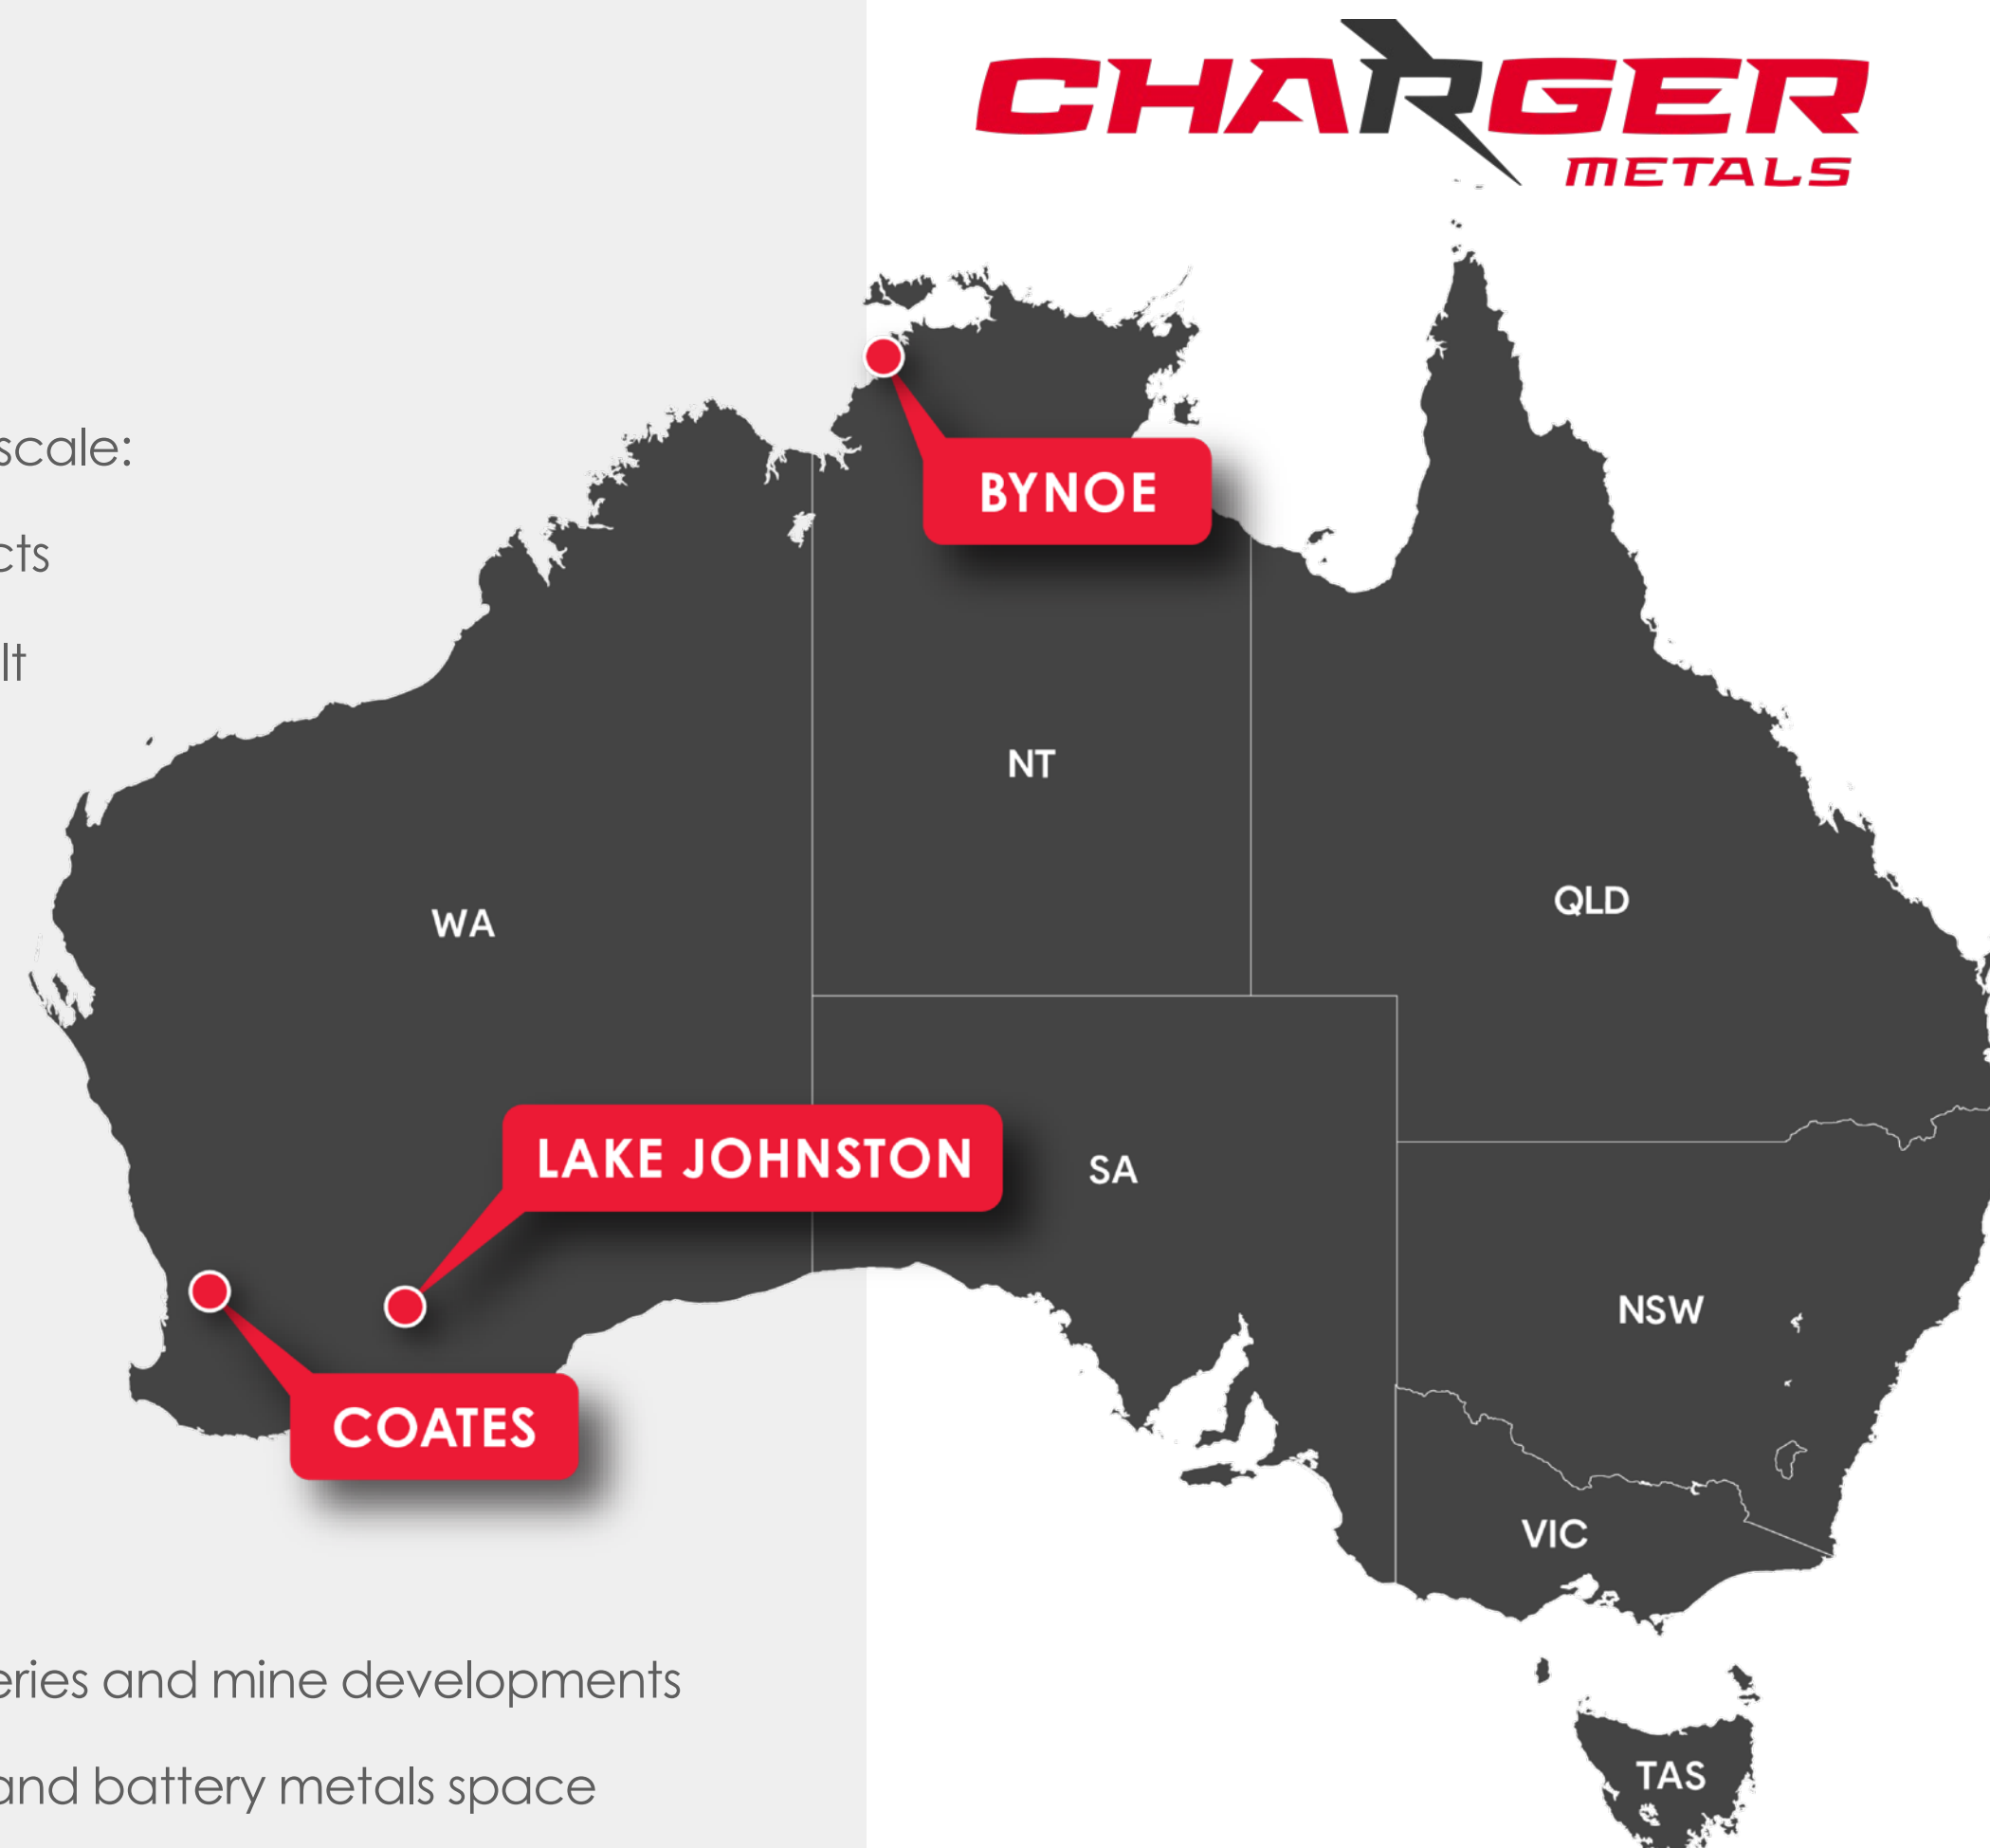 CHARGER
METALS
scale:
BYNOE
cts
lt
NT
QLD
WA
LAKE JOHNSTON
SA
NSW
COATES
VIC
eries and mine developments
TAS
and battery metals space